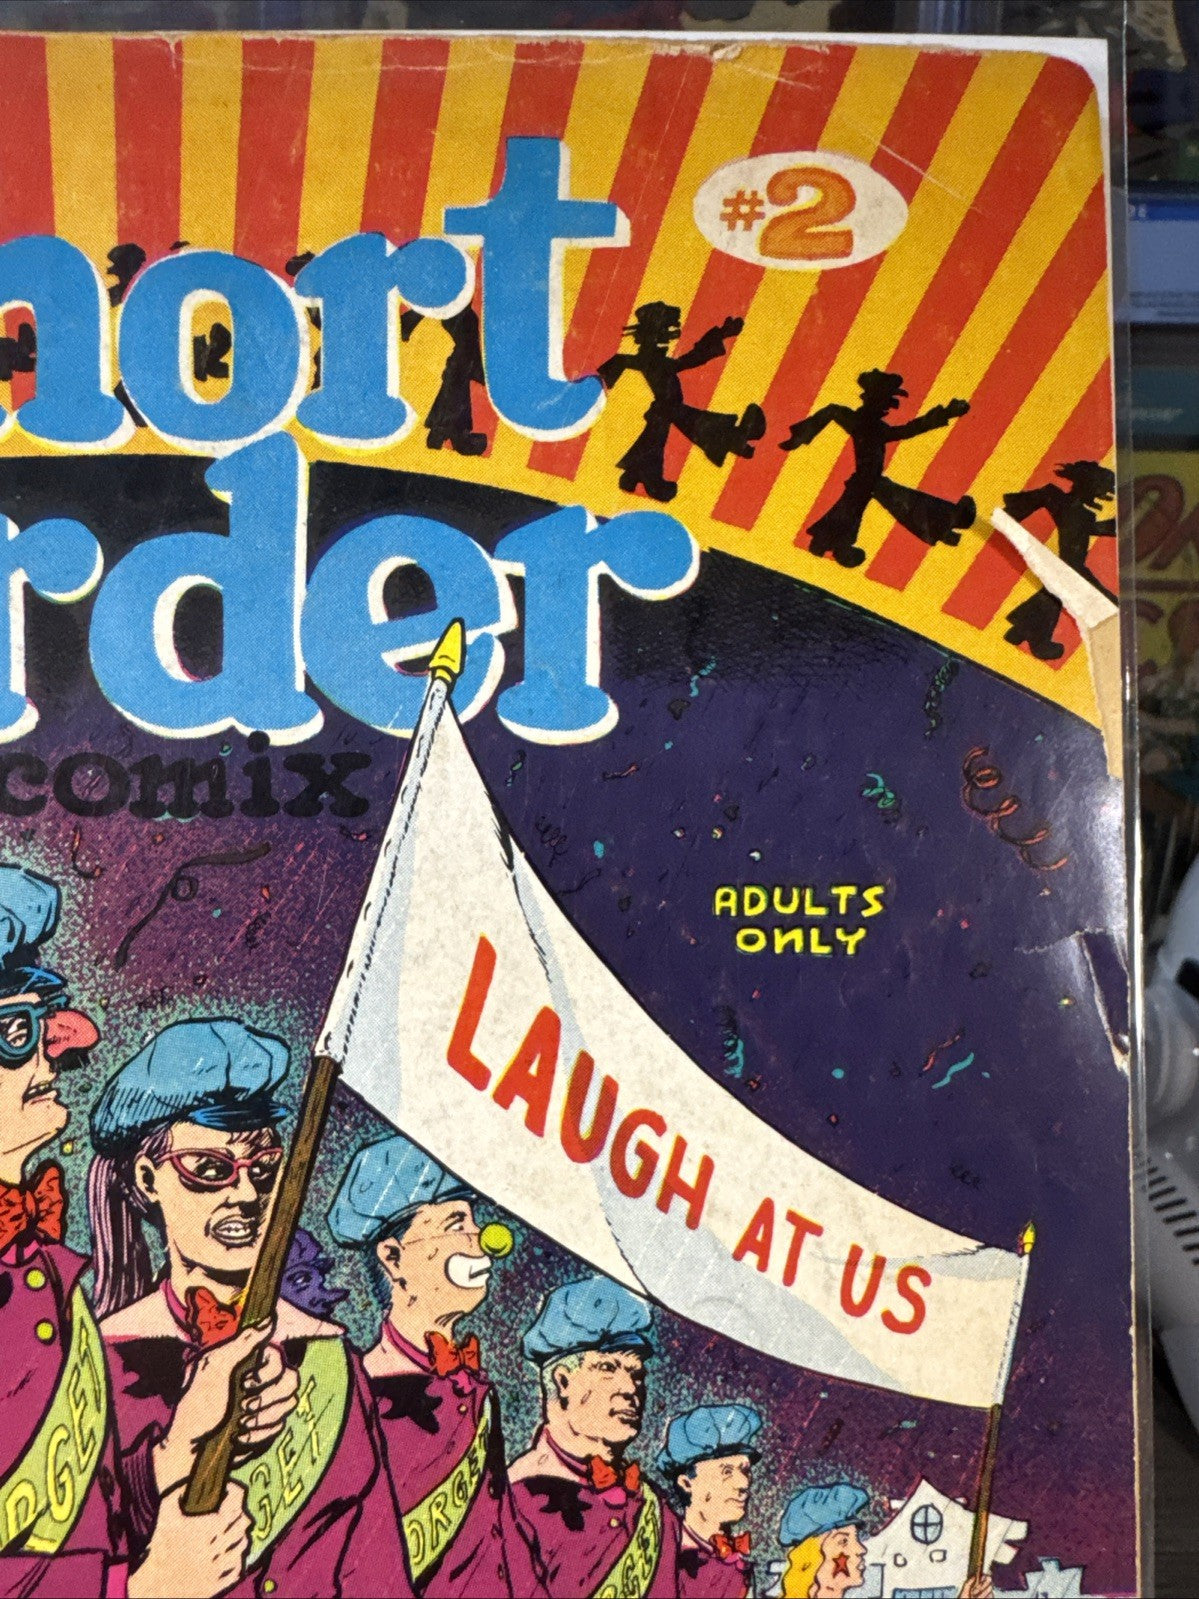 #2
hort
rder
comix
ADULTS
ONLY
LAUGH AT US